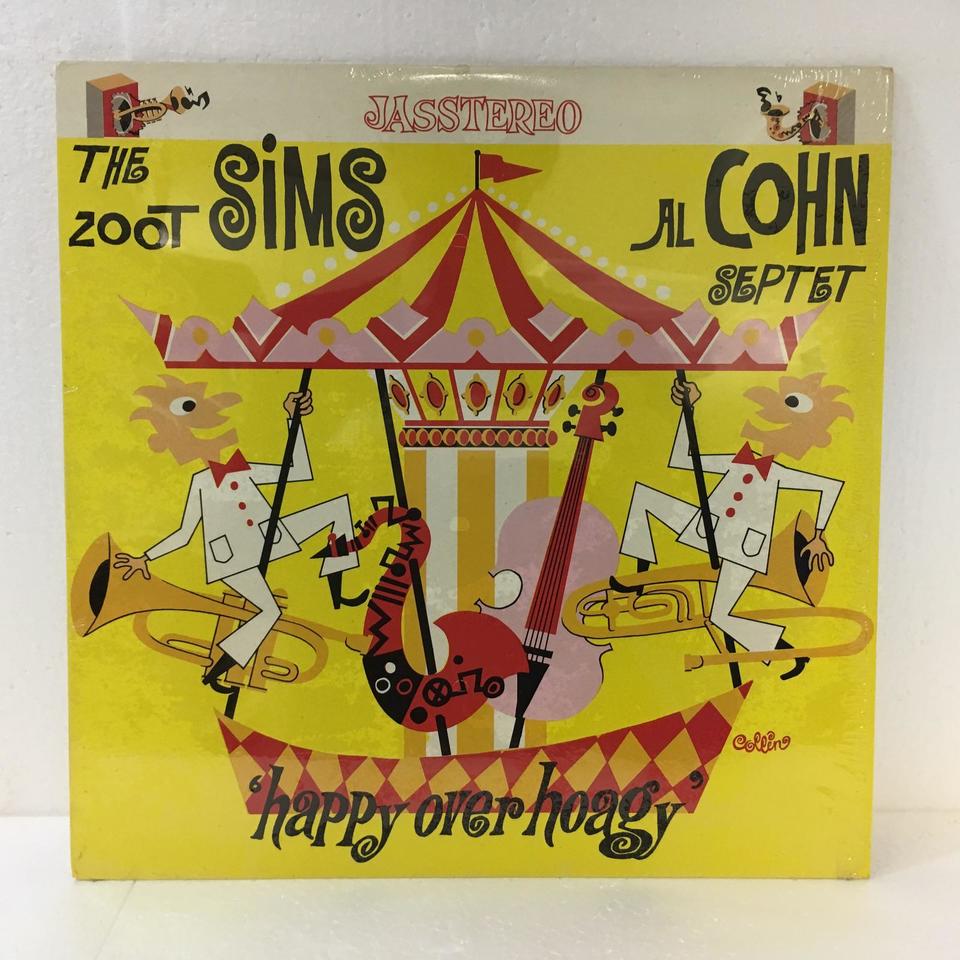 JASSTEREO
THE
ZOOT SiMS
AL COHN
SEPTET
Collin
'happy over hoagy'